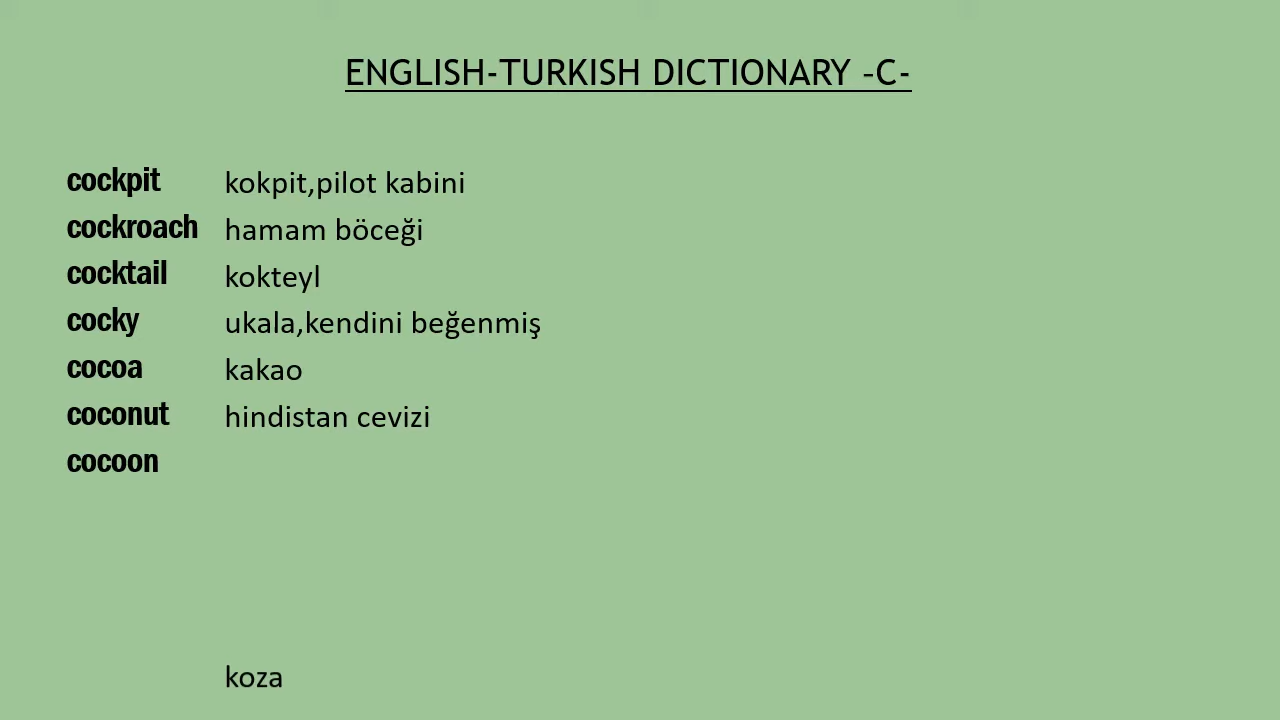 ENGLISH-TURKISH DICTIONARY –C-
cockpit kokpit,pilot kabini
cockroach hamam böceği
cocktail kokteyl
cocky ukala,kendini beğenmiş
cocoa kakao
coconut hindistan cevizi
cocoon
koza